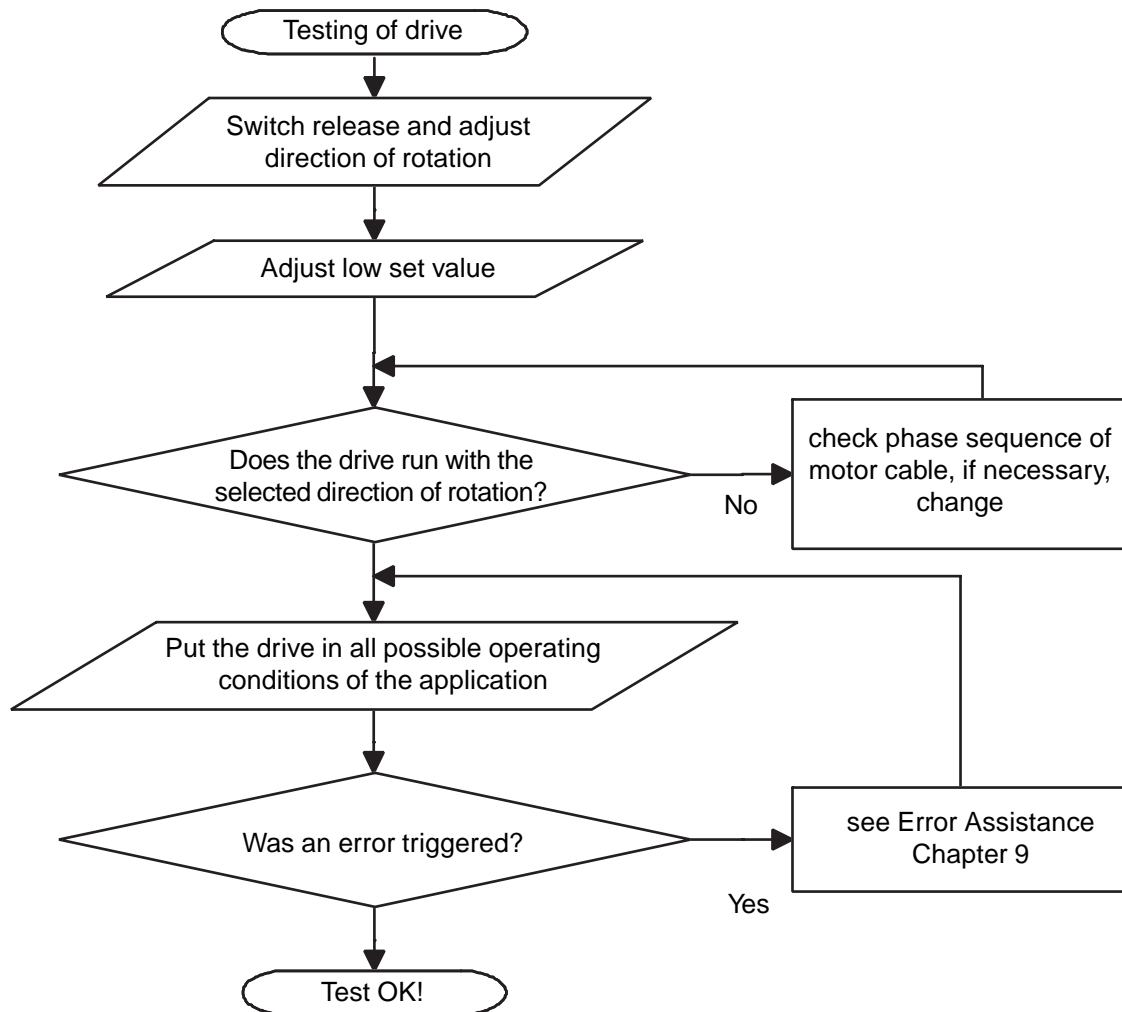 Testing of drive
Switch release and adjust
direction of rotation
Adjust low set value
Does the drive run with the
selected direction of rotation?
No
check phase sequence of
motor cable, if necessary,
change
Put the drive in all possible operating
conditions of the application
Was an error triggered?
Yes
see Error Assistance
Chapter 9
Test OK!